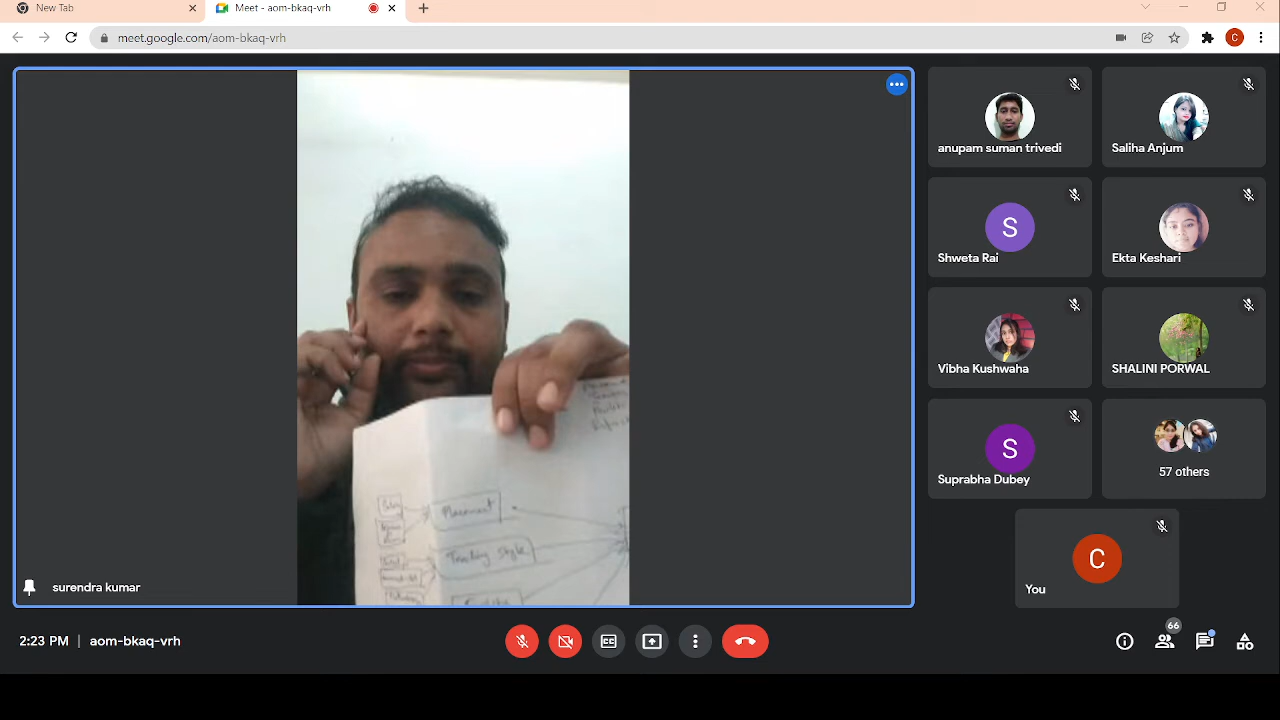 New Tab
Meet - aom-bkaq-vrh
meet.google.com/aom-bkaq-vrh
C
anupam suman trivedi
Saliha Anjum
S
Shweta Rai
Ekta Keshari
Vibha Kushwaha
SHALINI PORWAL
S
Suprabha Dubey
57 others
C
You
Placement
Teaching Style
surendra kumar
2:23 PM | aom-bkaq-vrh
CC
66